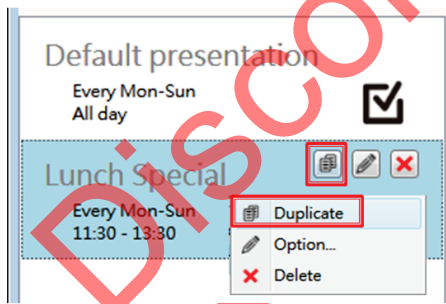 Default presentation
Every Mon-Sun
All day
Lunch Special
Every Mon-Sun
11:30 - 13:30
Duplicate
Option...
Delete
Discon